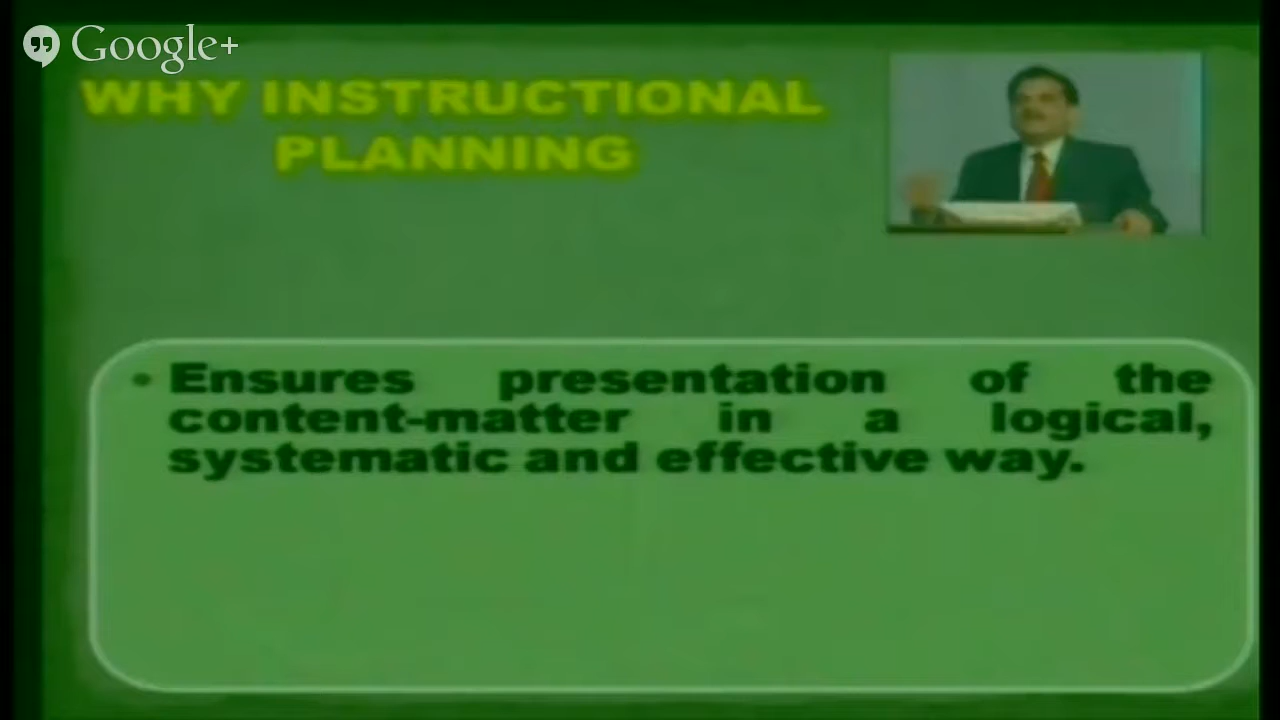 Google+
WHY INSTRUCTIONAL
PLANNING
• Ensures presentation of the
content-matter in a logical,
systematic and effective way.